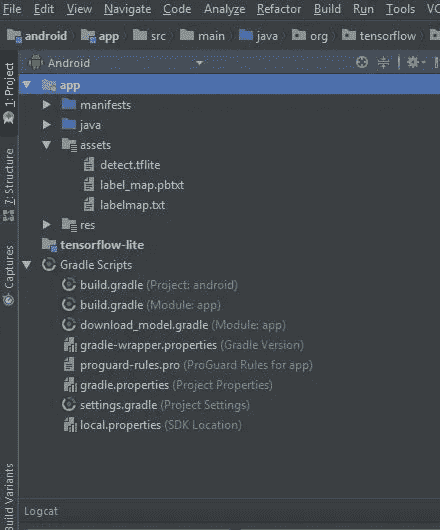 File Edit View Navigate Code Analyze Refactor Build Run Tools VC
android app src main java org tensorflow
Android
1: Project
7: Structure
Captures
Build Variants
app
manifests
java
assets
detect.tflite
label_map.pbtxt
labelmap.txt
res
tensorflow-lite
Gradle Scripts
build.gradle (Project: android)
build.gradle (Module: app)
download_model.gradle (Module: app)
gradle-wrapper.properties (Gradle Version)
proguard-rules.pro (ProGuard Rules for app)
gradle.properties (Project Properties)
settings.gradle (Project Settings)
local.properties (SDK Location)
Logcat